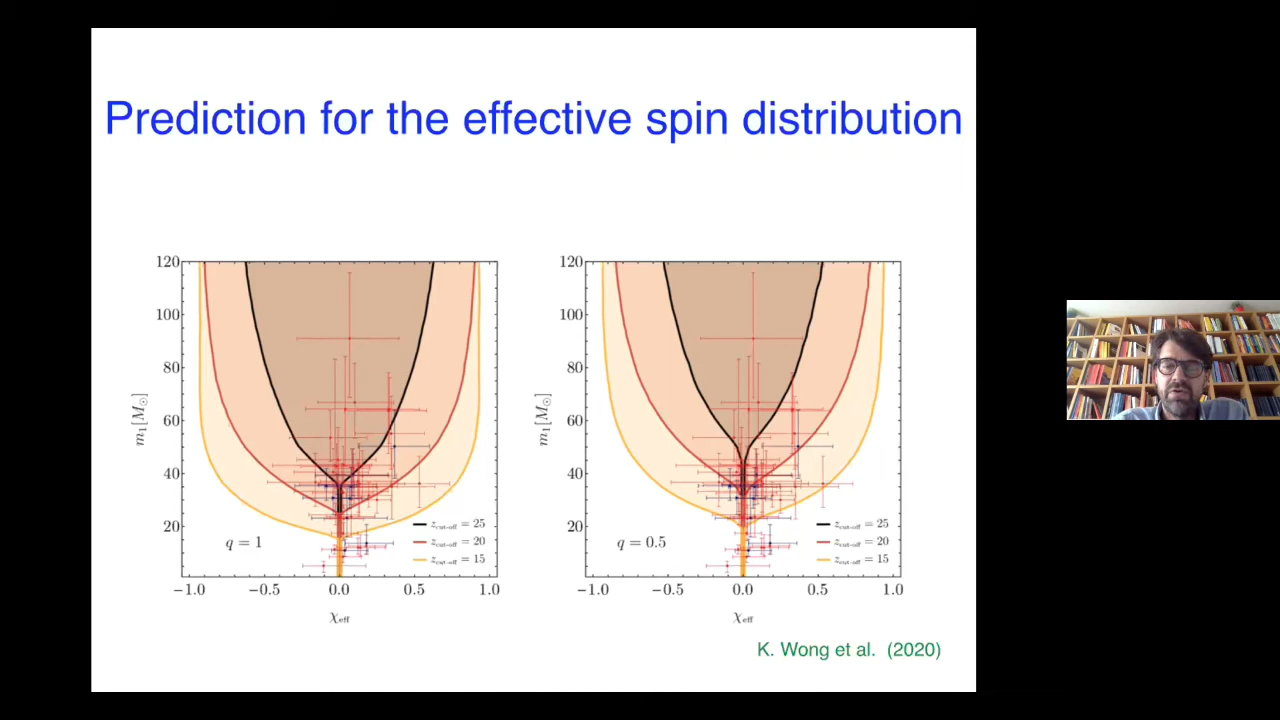 Prediction for the effective spin distribution
120
100
80
60
40
20
m₁[M☉]
q = 1
z_cut-off = 25
z_cut-off = 20
z_cut-off = 15
−1.0 −0.5 0.0 0.5 1.0
χ_eff
120
100
80
60
40
20
m₁[M☉]
q = 0.5
z_cut-off = 25
z_cut-off = 20
z_cut-off = 15
−1.0 −0.5 0.0 0.5 1.0
χ_eff
K. Wong et al. (2020)